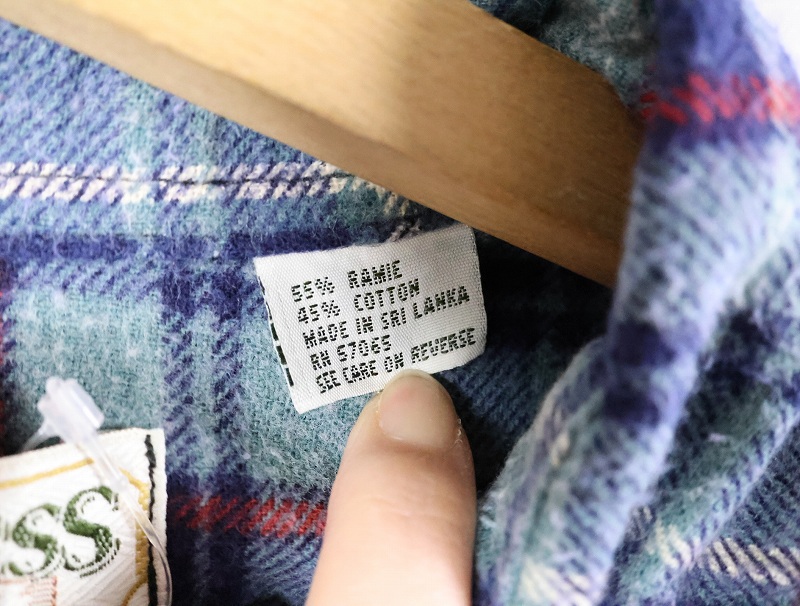 55% RAMIE
45% COTTON
MADE IN SRI LANKA
RN 57065
SEE CARE ON REVERSE